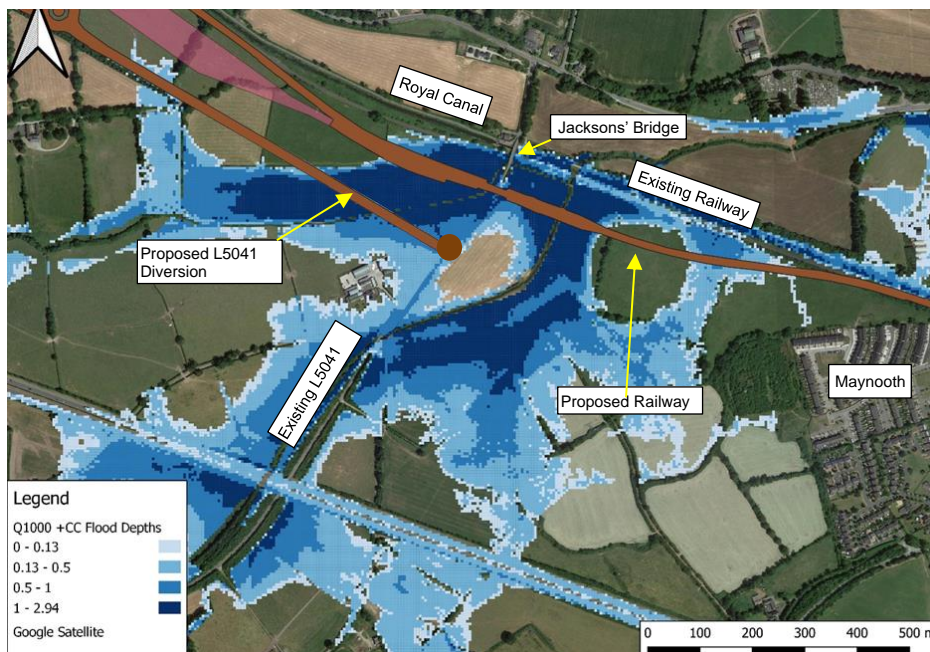 Royal Canal
Jacksons' Bridge
Existing Railway
Proposed L5041
Diversion
Existing L5041
Proposed Railway
Maynooth
Legend
Q1000 +CC Flood Depths
0 - 0.13
0.13 - 0.5
0.5 - 1
1 - 2.94
Google Satellite
0 100 200 300 400 500 m